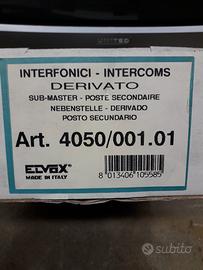 INTERFONICI - INTERCOMS
DERIVATO
SUB-MASTER - POSTE SECONDAIRE
NEBENSTELLE - DERIVADO
POSTO SECUNDARIO
Art. 4050/001.01
ELVOX
MADE IN ITALY
8 013406 105585
subito